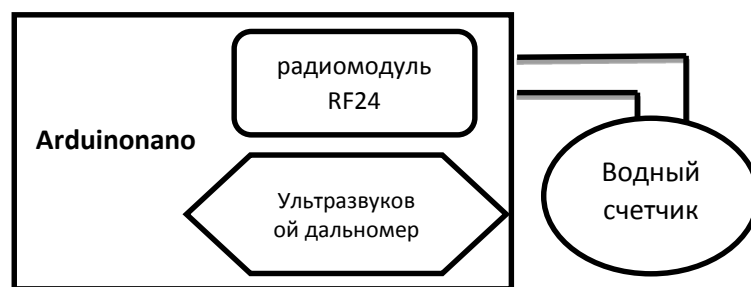 радиомодуль
RF24
Arduinonano
Ультразвуков
ой дальномер
Водный
счетчик